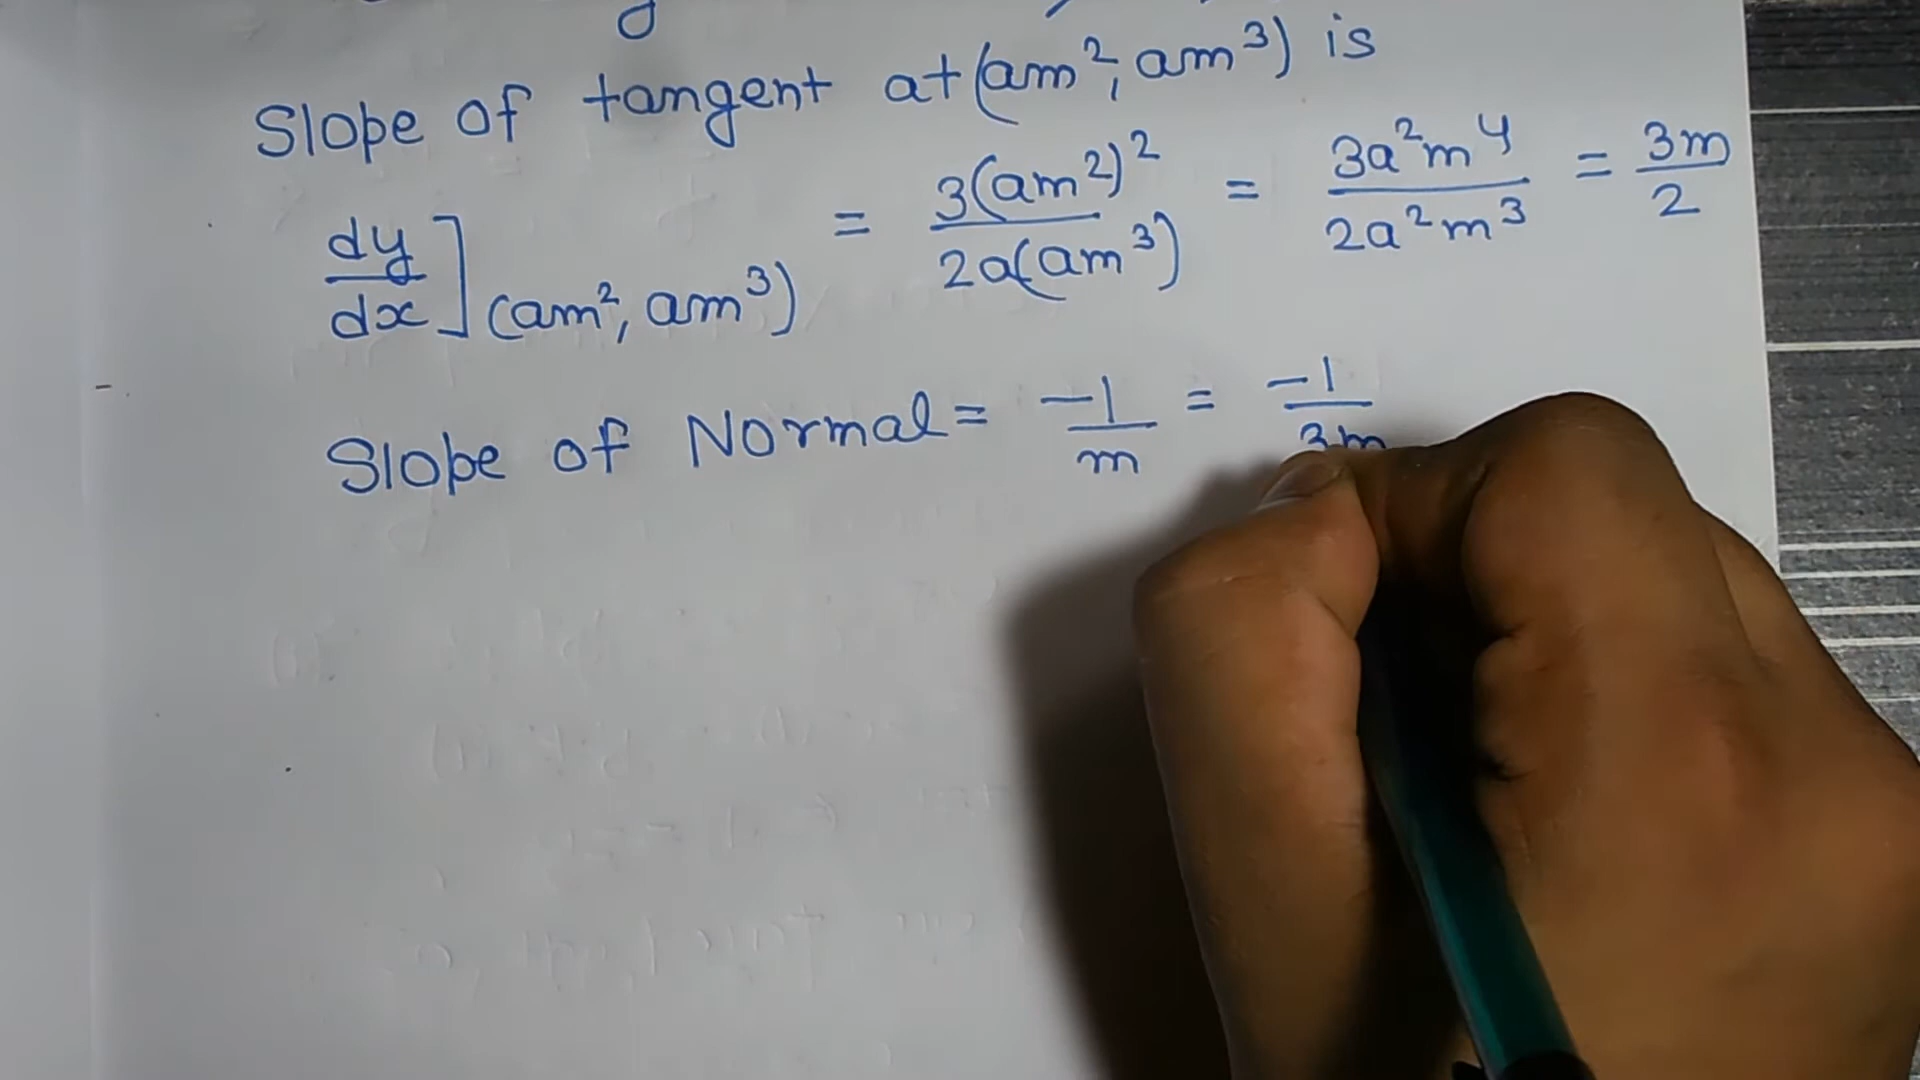 Slope of tangent at (am², am³) is
dy/dx](am², am³) = 3(am²)²/2a(am³) = 3a²m⁴/2a²m³ = 3m/2
Slope of Normal = -1/m = -1/3m